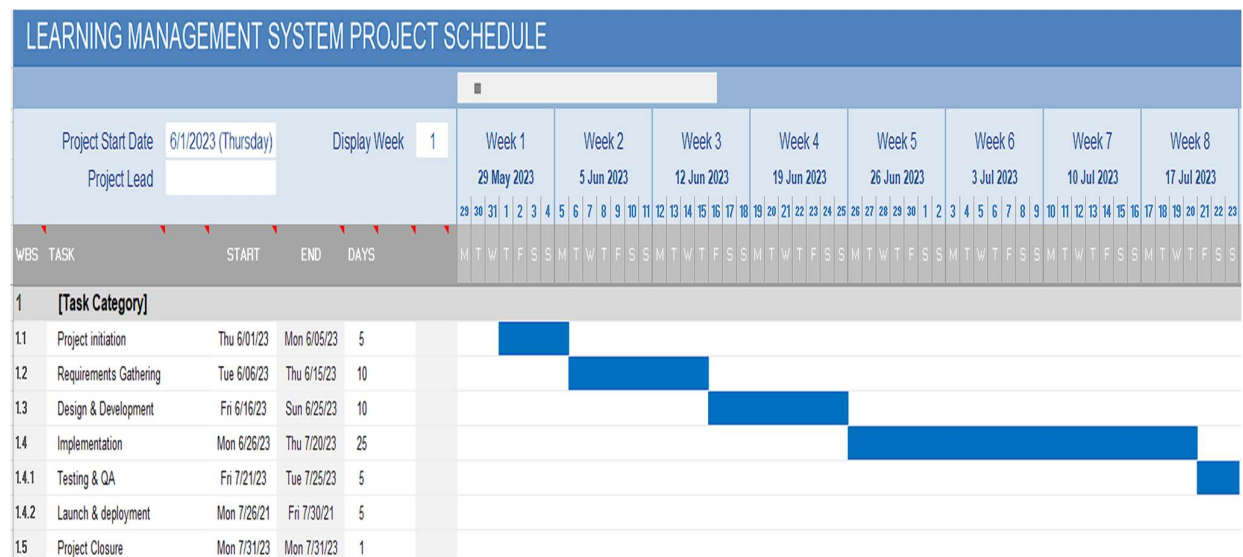 LEARNING MANAGEMENT SYSTEM PROJECT SCHEDULE
Project Start Date 6/1/2023 (Thursday) Display Week 1 Week 1 Week 2 Week 3 Week 4 Week 5 Week 6 Week 7 Week 8
Project Lead 29 May 2023 5 Jun 2023 12 Jun 2023 19 Jun 2023 26 Jun 2023 3 Jul 2023 10 Jul 2023 17 Jul 2023
29 30 31 1 2 3 4 5 6 7 8 9 10 11 12 13 14 15 16 17 18 19 20 21 22 23 24 25 26 27 28 29 30 1 2 3 4 5 6 7 8 9 10 11 12 13 14 15 16 17 18 19 20 21 22 23
WBS TASK START END DAYS M T W T F S S M T W T F S S M T W T F S S M T W T F S S M T W T F S S M T W T F S S M T W T F S S M T W T F S S
1 [Task Category]
1.1 Project initiation Thu 6/01/23 Mon 6/05/23 5
1.2 Requirements Gathering Tue 6/06/23 Thu 6/15/23 10
1.3 Design & Development Fri 6/16/23 Sun 6/25/23 10
1.4 Implementation Mon 6/26/23 Thu 7/20/23 25
1.4.1 Testing & QA Fri 7/21/23 Tue 7/25/23 5
1.4.2 Launch & deployment Mon 7/26/21 Fri 7/30/21 5
1.5 Project Closure Mon 7/31/23 Mon 7/31/23 1